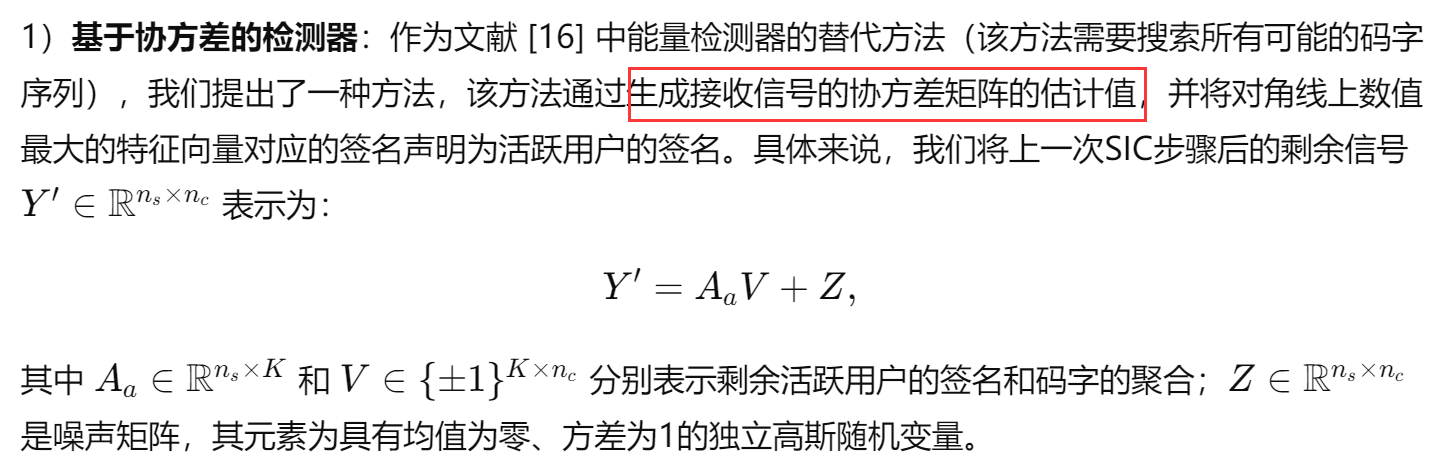 1）基于协方差的检测器：作为文献 [16] 中能量检测器的替代方法（该方法需要搜索所有可能的码字
序列），我们提出了一种方法，该方法通过生成接收信号的协方差矩阵的估计值，并将对角线上数值
最大的特征向量对应的签名声明为活跃用户的签名。具体来说，我们将上一次SIC步骤后的剩余信号
$Y' \in \mathbb{R}^{n_s \times n_c}$ 表示为：
$Y' = A_a V + Z,$
其中 $A_a \in \mathbb{R}^{n_s \times K}$ 和 $V \in \{\pm 1\}^{K \times n_c}$ 分别表示剩余活跃用户的签名和码字的聚合；$Z \in \mathbb{R}^{n_s \times n_c}$
是噪声矩阵，其元素为具有均值为零、方差为1的独立高斯随机变量。